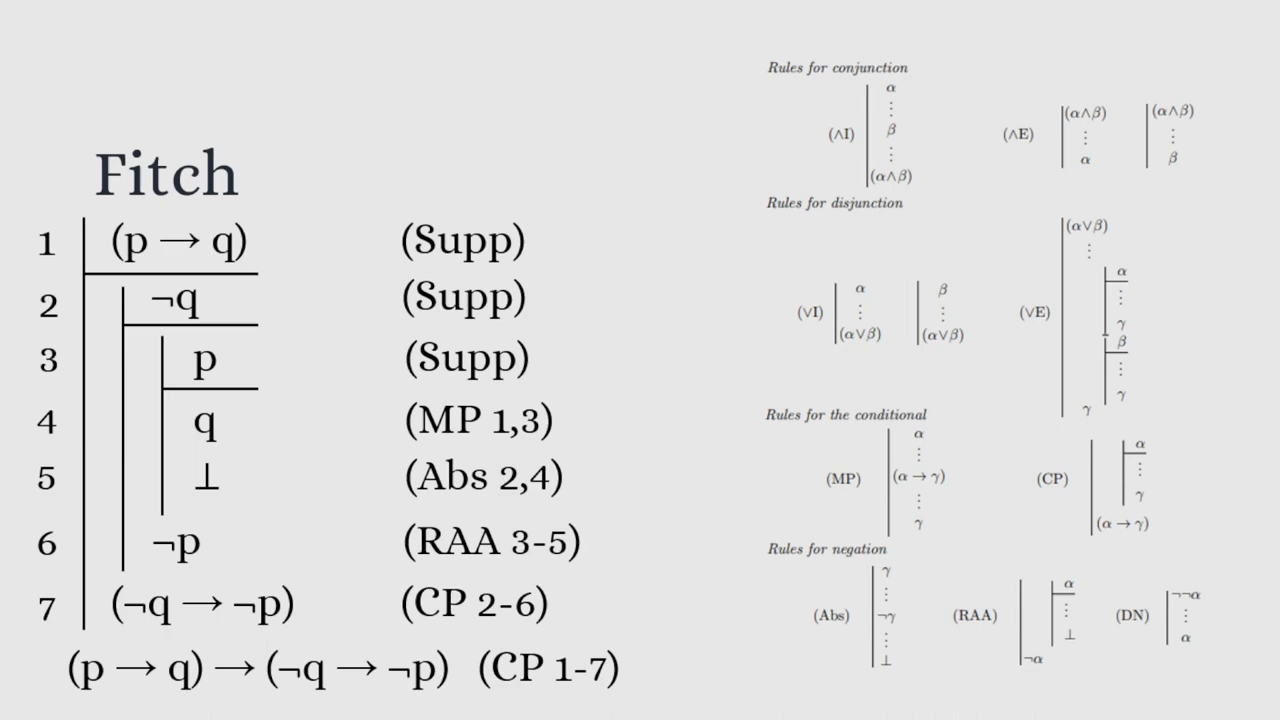 Fitch
1 (p → q) (Supp)
2 ¬q (Supp)
3 p (Supp)
4 q (MP 1,3)
5 ⊥ (Abs 2,4)
6 ¬p (RAA 3-5)
7 (¬q → ¬p) (CP 2-6)
(p → q) → (¬q → ¬p) (CP 1-7)
Rules for conjunction
(∧I)
α
⋮
β
⋮
(α∧β)
(∧E)
(α∧β)
⋮
α
(α∧β)
⋮
β
Rules for disjunction
(∨I)
α
⋮
(α∨β)
β
⋮
(α∨β)
(∨E)
(α∨β)
⋮
α
⋮
γ
β
⋮
γ
γ
Rules for the conditional
(MP)
α
⋮
(α → γ)
⋮
γ
(CP)
α
⋮
γ
(α → γ)
Rules for negation
(Abs)
γ
⋮
¬γ
⋮
⊥
(RAA)
α
⋮
⊥
¬α
(DN)
¬¬α
⋮
α